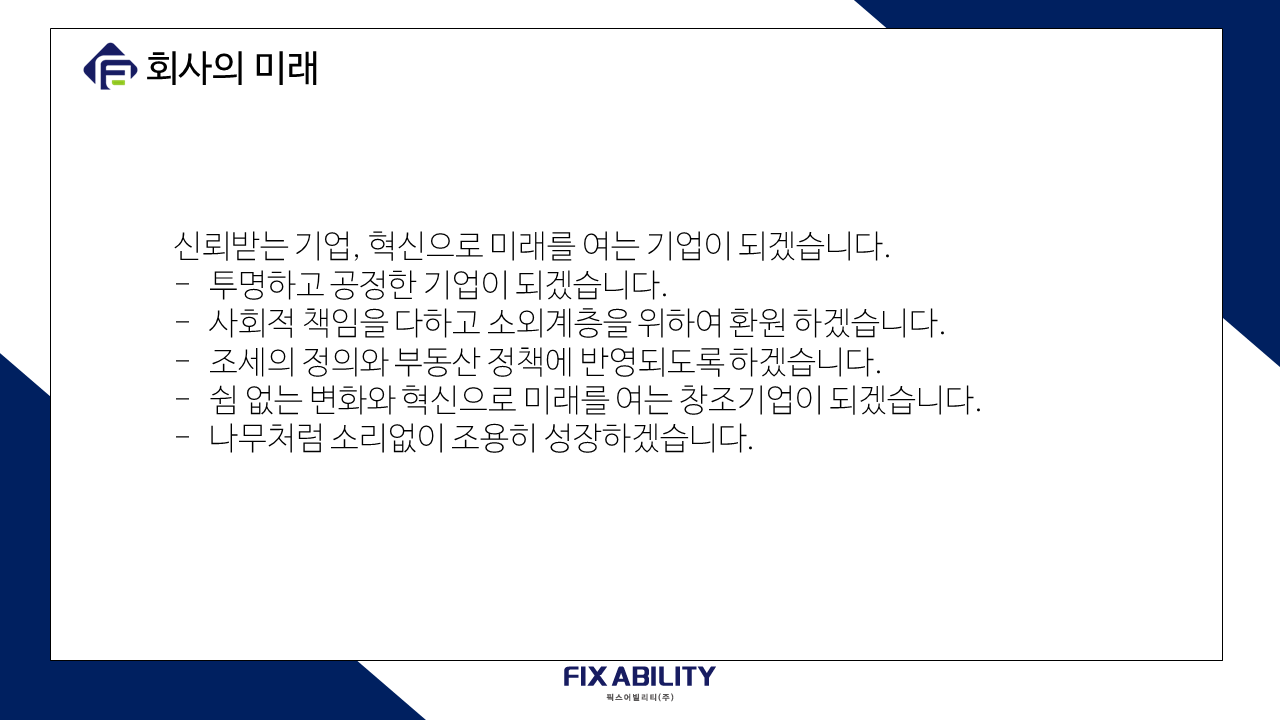 회사의 미래
신뢰받는 기업, 혁신으로 미래를 여는 기업이 되겠습니다.
- 투명하고 공정한 기업이 되겠습니다.
- 사회적 책임을 다하고 소외계층을 위하여 환원 하겠습니다.
- 조세의 정의와 부동산 정책에 반영되도록 하겠습니다.
- 쉼 없는 변화와 혁신으로 미래를 여는 창조기업이 되겠습니다.
- 나무처럼 소리없이 조용히 성장하겠습니다.
FIX ABILITY
픽스어빌리티(주)